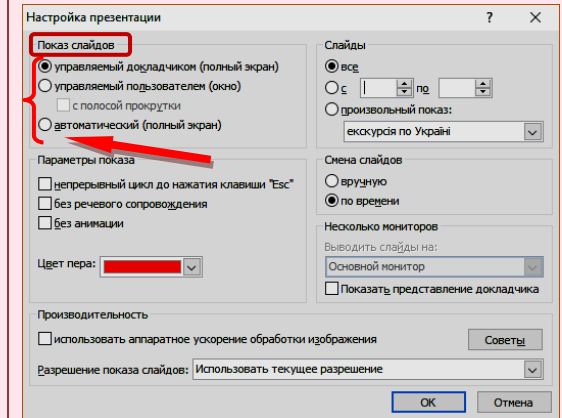 Настройка презентации
?
Показ слайдов
управляемый докладчиком (полный экран)
управляемый пользователем (окно)
с полосой прокрутки
автоматический (полный экран)
Слайды
все
с
по
произвольный показ:
екскурсія по Україні
Параметры показа
непрерывный цикл до нажатия клавиши "Esc"
без речевого сопровождения
без анимации
Цвет пера:
Смена слайдов
вручную
по времени
Несколько мониторов
Выводить слайды на:
Основной монитор
Показать представление докладчика
Производительность
использовать аппаратное ускорение обработки изображения
Советы
Разрешение показа слайдов: Использовать текущее разрешение
ОК
Отмена